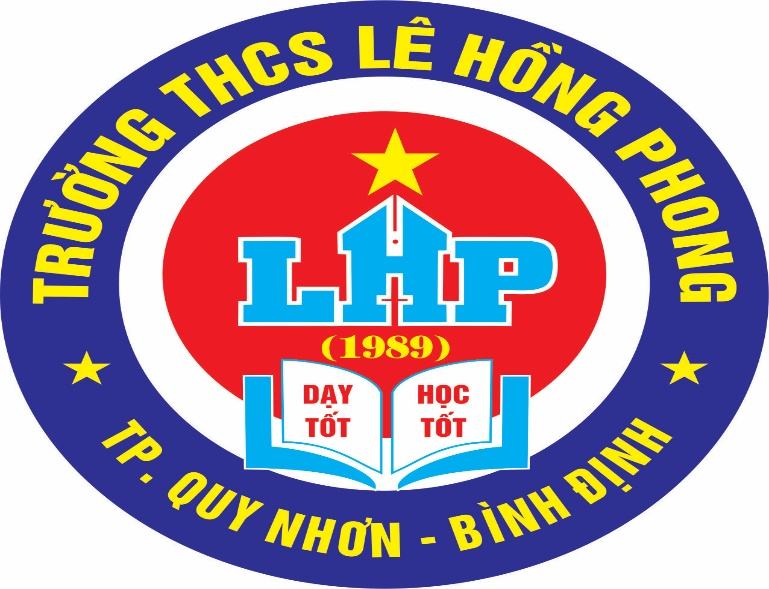 TRƯỜNG THCS LÊ HỒNG PHONG
LHP
(1989)
DẠY TỐT
HỌC TỐT
TP. QUY NHƠN - BÌNH ĐỊNH